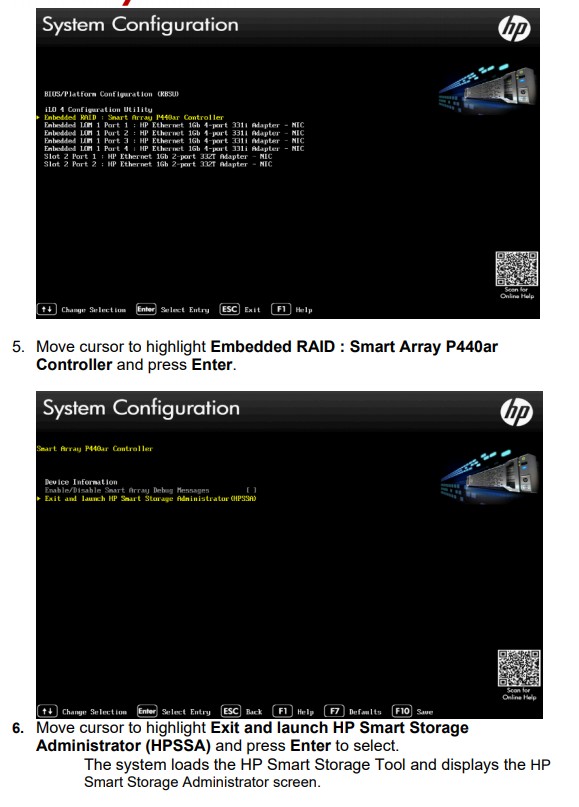 System Configuration
hp
BIOS/Platform Configuration (RBSU)
iLO 4 Configuration Utility
Embedded RAID : Smart Array P440ar Controller
Embedded LOM 1 Port 1 : HP Ethernet 1Gb 4-port 331i Adapter - NIC
Embedded LOM 1 Port 2 : HP Ethernet 1Gb 4-port 331i Adapter - NIC
Embedded LOM 1 Port 3 : HP Ethernet 1Gb 4-port 331i Adapter - NIC
Embedded LOM 1 Port 4 : HP Ethernet 1Gb 4-port 331i Adapter - NIC
Slot 2 Port 1 : HP Ethernet 1Gb 2-port 332T Adapter - NIC
Slot 2 Port 2 : HP Ethernet 1Gb 2-port 332T Adapter - NIC
Scan for
Online Help
Change Selection Enter Select Entry ESC Exit F1 Help
5. Move cursor to highlight Embedded RAID : Smart Array P440ar
Controller and press Enter.
System Configuration
hp
Smart Array P440ar Controller
Device Information
Enable/Disable Smart Array Debug Messages [ ]
Exit and launch HP Smart Storage Administrator(HPSSA)
Scan for
Online Help
Change Selection Enter Select Entry ESC Back F1 Help F7 Defaults F10 Save
6. Move cursor to highlight Exit and launch HP Smart Storage
Administrator (HPSSA) and press Enter to select.
The system loads the HP Smart Storage Tool and displays the HP
Smart Storage Administrator screen.